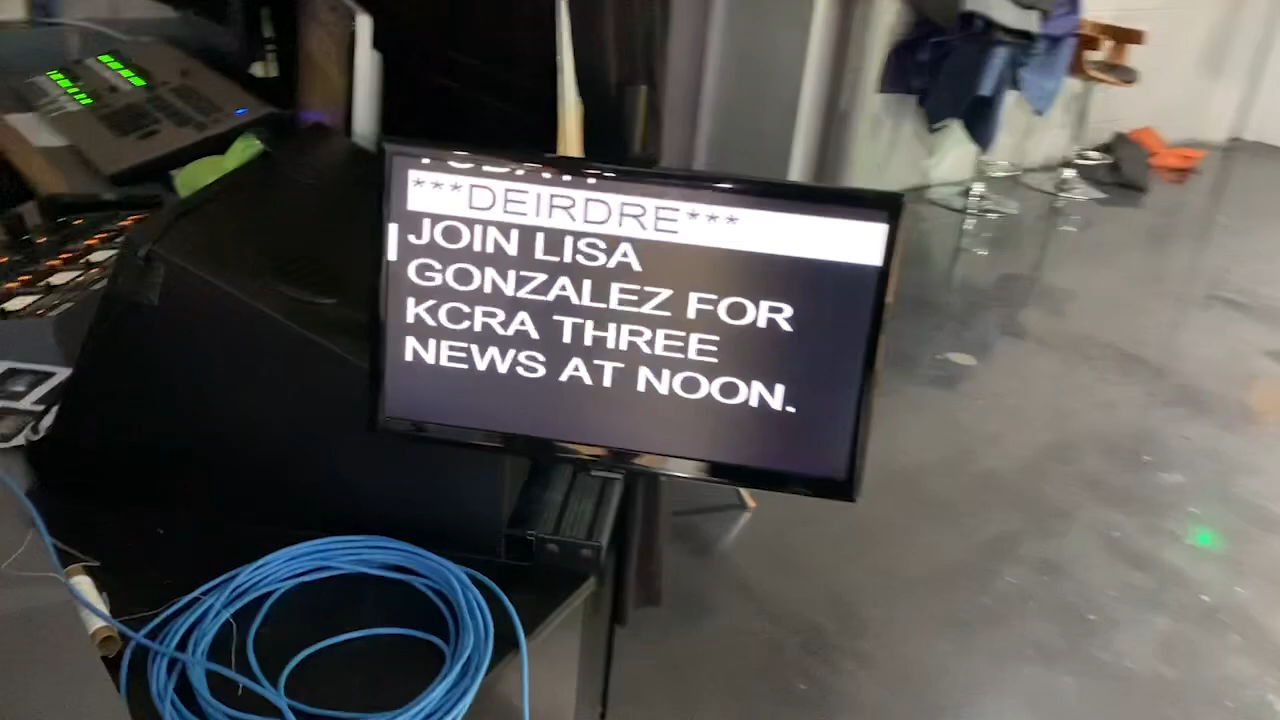 ***DEIRDRE***
JOIN LISA
GONZALEZ FOR
KCRA THREE
NEWS AT NOON.